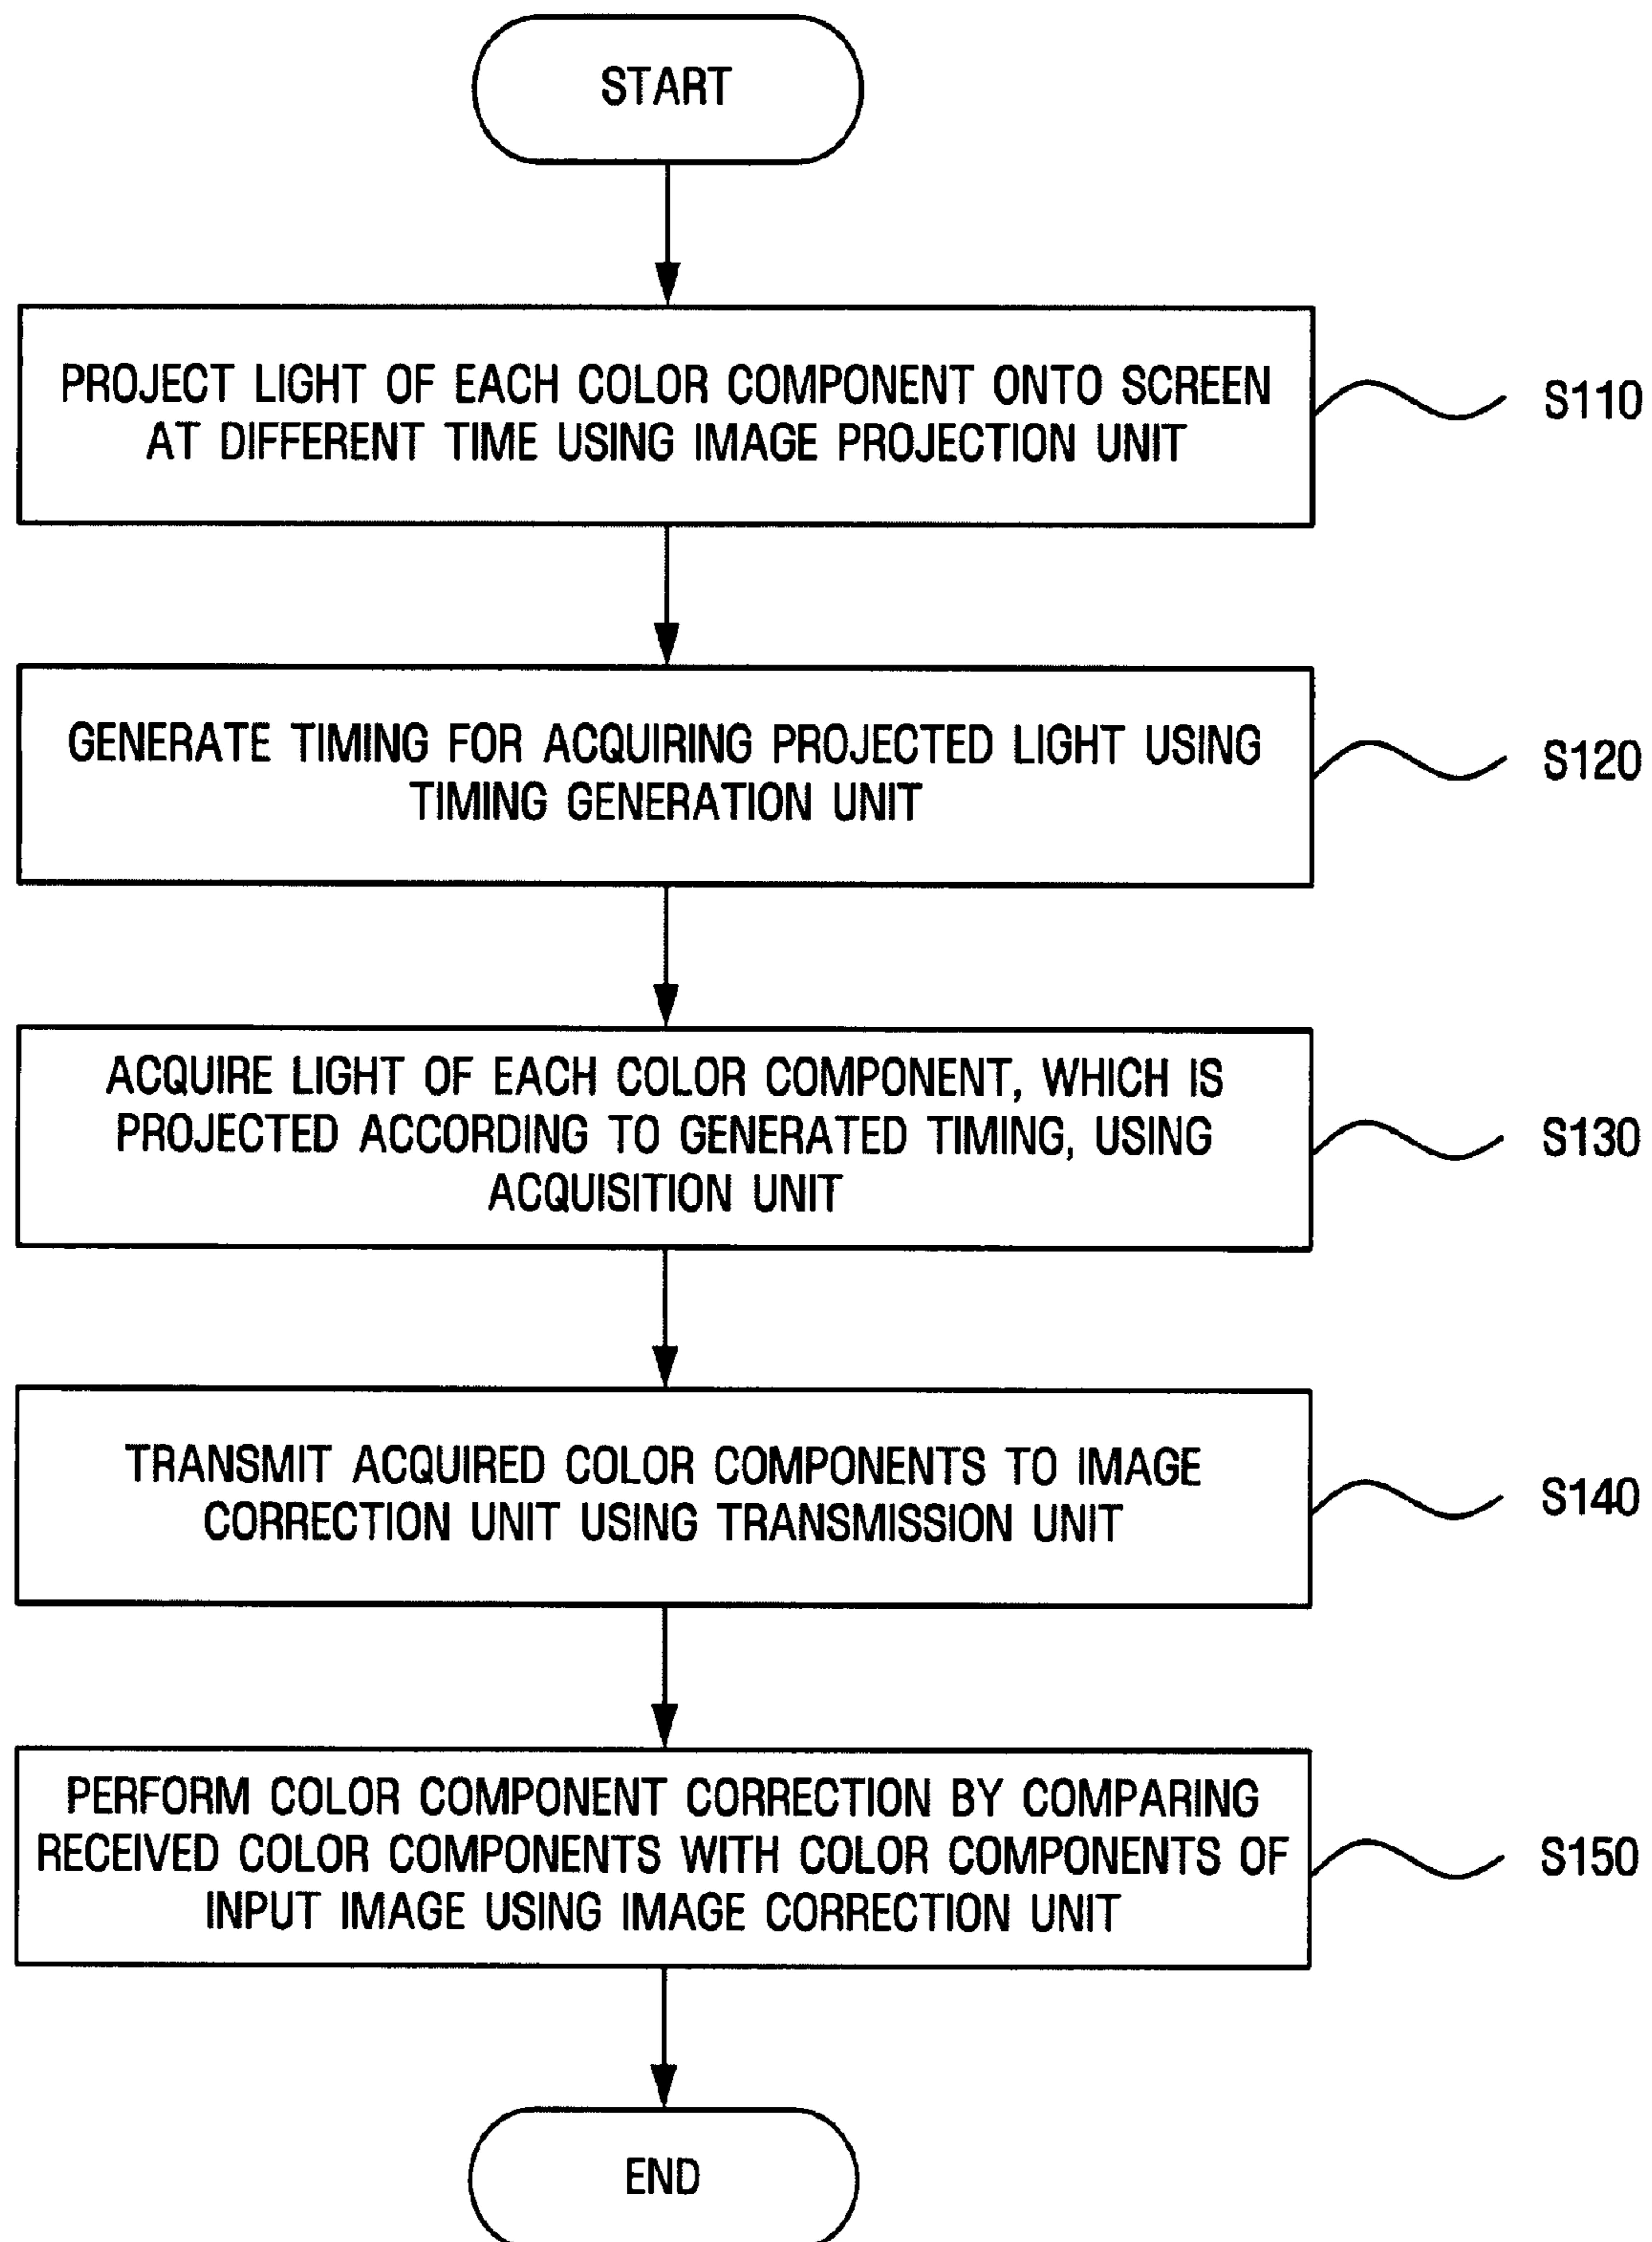 START
PROJECT LIGHT OF EACH COLOR COMPONENT ONTO SCREEN
AT DIFFERENT TIME USING IMAGE PROJECTION UNIT
S110
GENERATE TIMING FOR ACQUIRING PROJECTED LIGHT USING
TIMING GENERATION UNIT
S120
ACQUIRE LIGHT OF EACH COLOR COMPONENT, WHICH IS
PROJECTED ACCORDING TO GENERATED TIMING, USING
ACQUISITION UNIT
S130
TRANSMIT ACQUIRED COLOR COMPONENTS TO IMAGE
CORRECTION UNIT USING TRANSMISSION UNIT
S140
PERFORM COLOR COMPONENT CORRECTION BY COMPARING
RECEIVED COLOR COMPONENTS WITH COLOR COMPONENTS OF
INPUT IMAGE USING IMAGE CORRECTION UNIT
S150
END